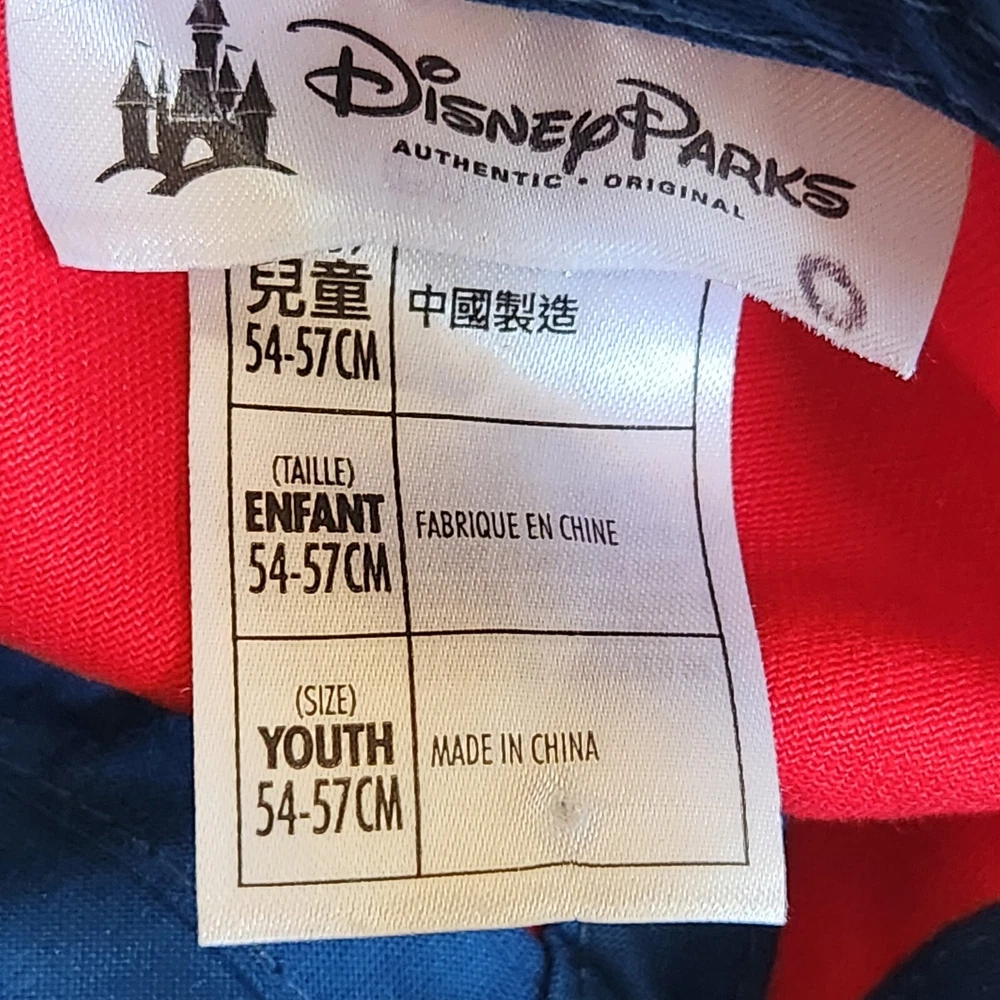 DISNEY PARKS
AUTHENTIC • ORIGINAL
兒童
54-57CM
中國製造
(TAILLE)
ENFANT
54-57CM
FABRIQUE EN CHINE
(SIZE)
YOUTH
54-57CM
MADE IN CHINA